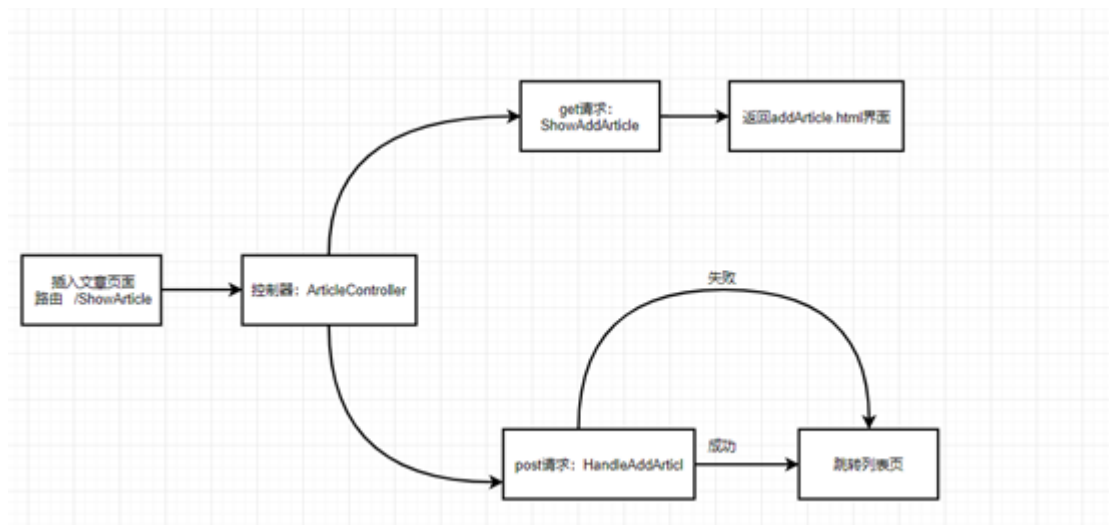 get请求：
ShowAddArticle
返回addArticle.html界面
插入文章页面
路由 /ShowArticle
控制器：ArticleController
失败
post请求：HandleAddArticl
成功
跳转列表页